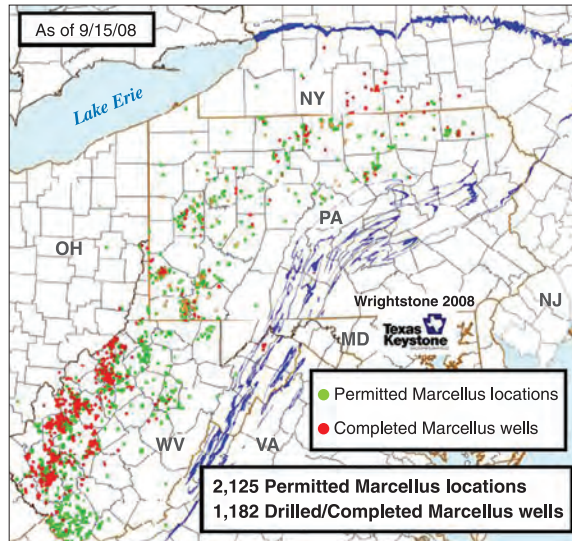 As of 9/15/08
NY
Lake Erie
PA
OH
Wrightstone 2008
NJ
Texas
Keystone
MD
Permitted Marcellus locations
Completed Marcellus wells
WV
VA
2,125 Permitted Marcellus locations
1,182 Drilled/Completed Marcellus wells